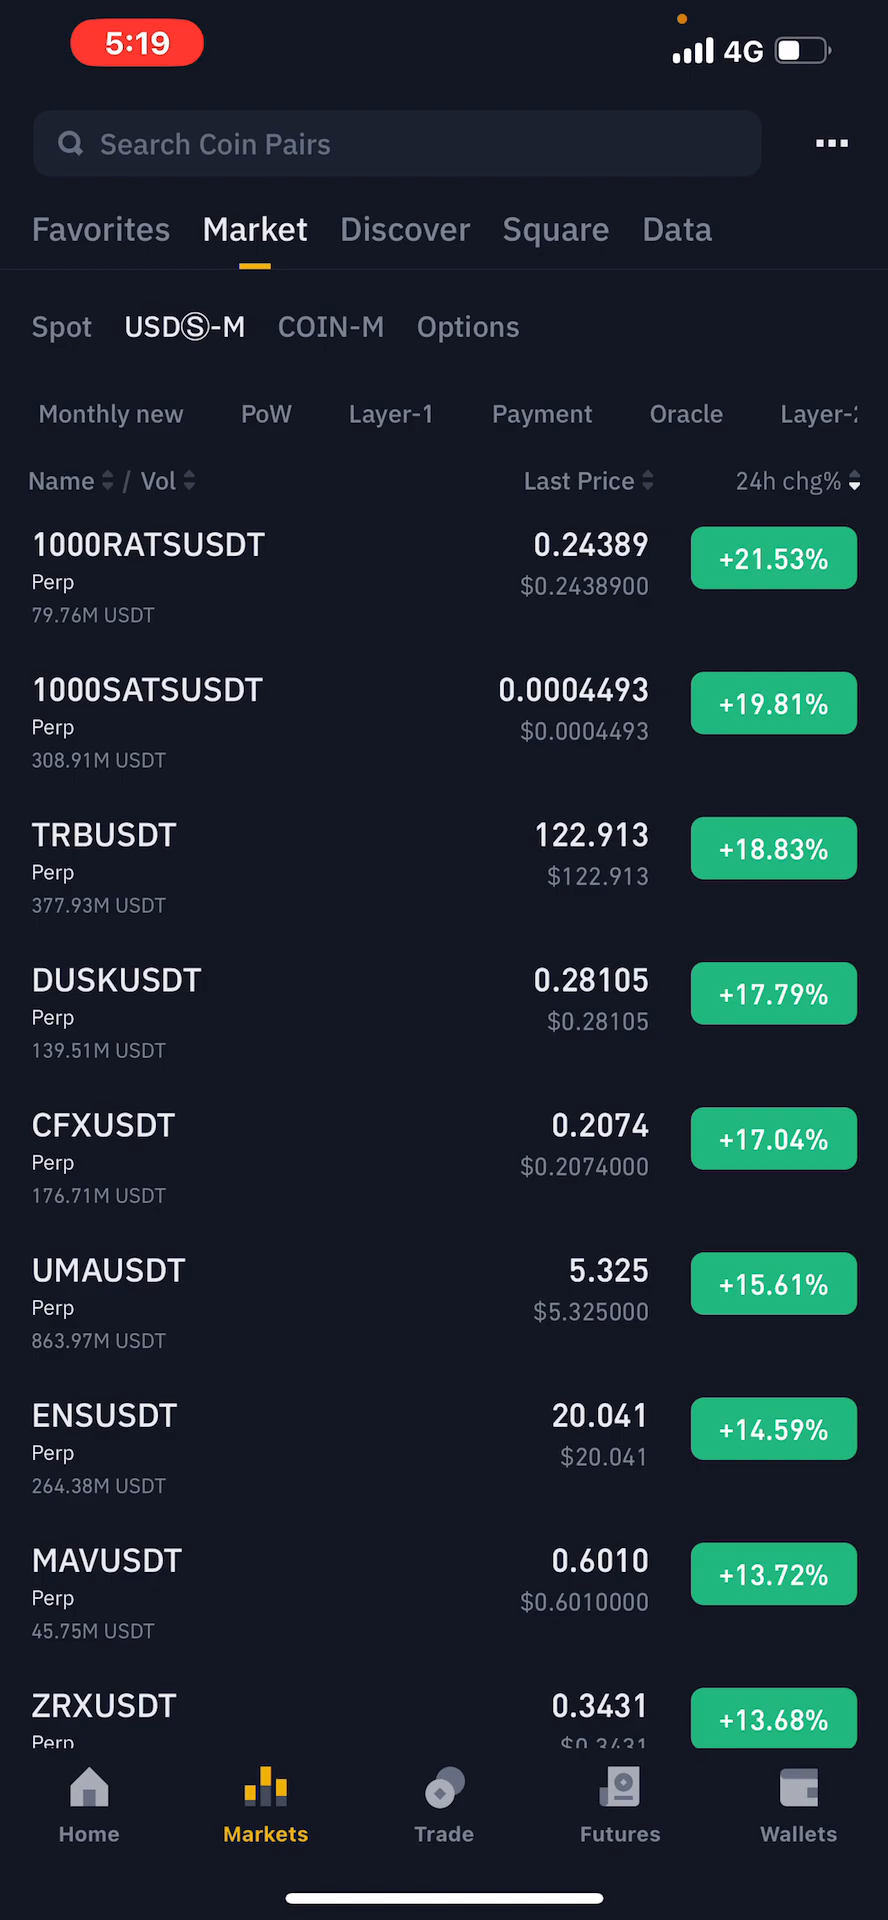 5:19
4G
Search Coin Pairs
Favorites Market Discover Square Data
Spot USDⓈ-M COIN-M Options
Monthly new PoW Layer-1 Payment Oracle Layer-
Name / Vol Last Price 24h chg%
1000RATSUSDT 0.24389 +21.53%
Perp $0.2438900
79.76M USDT
1000SATSUSDT 0.0004493 +19.81%
Perp $0.0004493
308.91M USDT
TRBUSDT 122.913 +18.83%
Perp $122.913
377.93M USDT
DUSKUSDT 0.28105 +17.79%
Perp $0.28105
139.51M USDT
CFXUSDT 0.2074 +17.04%
Perp $0.2074000
176.71M USDT
UMAUSDT 5.325 +15.61%
Perp $5.325000
863.97M USDT
ENSUSDT 20.041 +14.59%
Perp $20.041
264.38M USDT
MAVUSDT 0.6010 +13.72%
Perp $0.6010000
45.75M USDT
ZRXUSDT 0.3431 +13.68%
Perp $0.3431
Home Markets Trade Futures Wallets